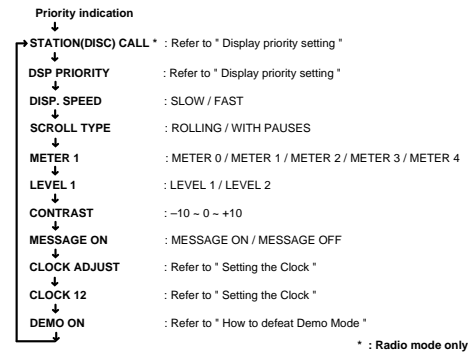 Priority indication
STATION(DISC) CALL * : Refer to " Display priority setting "
DSP PRIORITY : Refer to " Display priority setting "
DISP. SPEED : SLOW / FAST
SCROLL TYPE : ROLLING / WITH PAUSES
METER 1 : METER 0 / METER 1 / METER 2 / METER 3 / METER 4
LEVEL 1 : LEVEL 1 / LEVEL 2
CONTRAST : –10 ~ 0 ~ +10
MESSAGE ON : MESSAGE ON / MESSAGE OFF
CLOCK ADJUST : Refer to " Setting the Clock "
CLOCK 12 : Refer to " Setting the Clock "
DEMO ON : Refer to " How to defeat Demo Mode "
* : Radio mode only